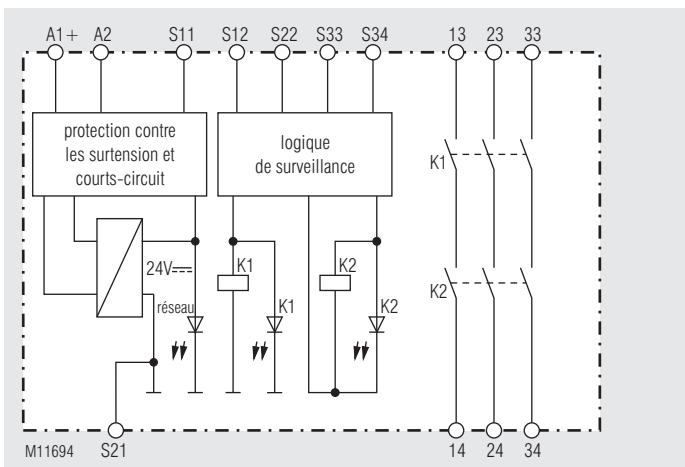 A1+ A2 S11 S12 S22 S33 S34 13 23 33
protection contre
les surtension et
courts-circuit
logique
de surveillance
K1
24V
K1
K2
K2
réseau
K1
K2
M11694 S21 14 24 34